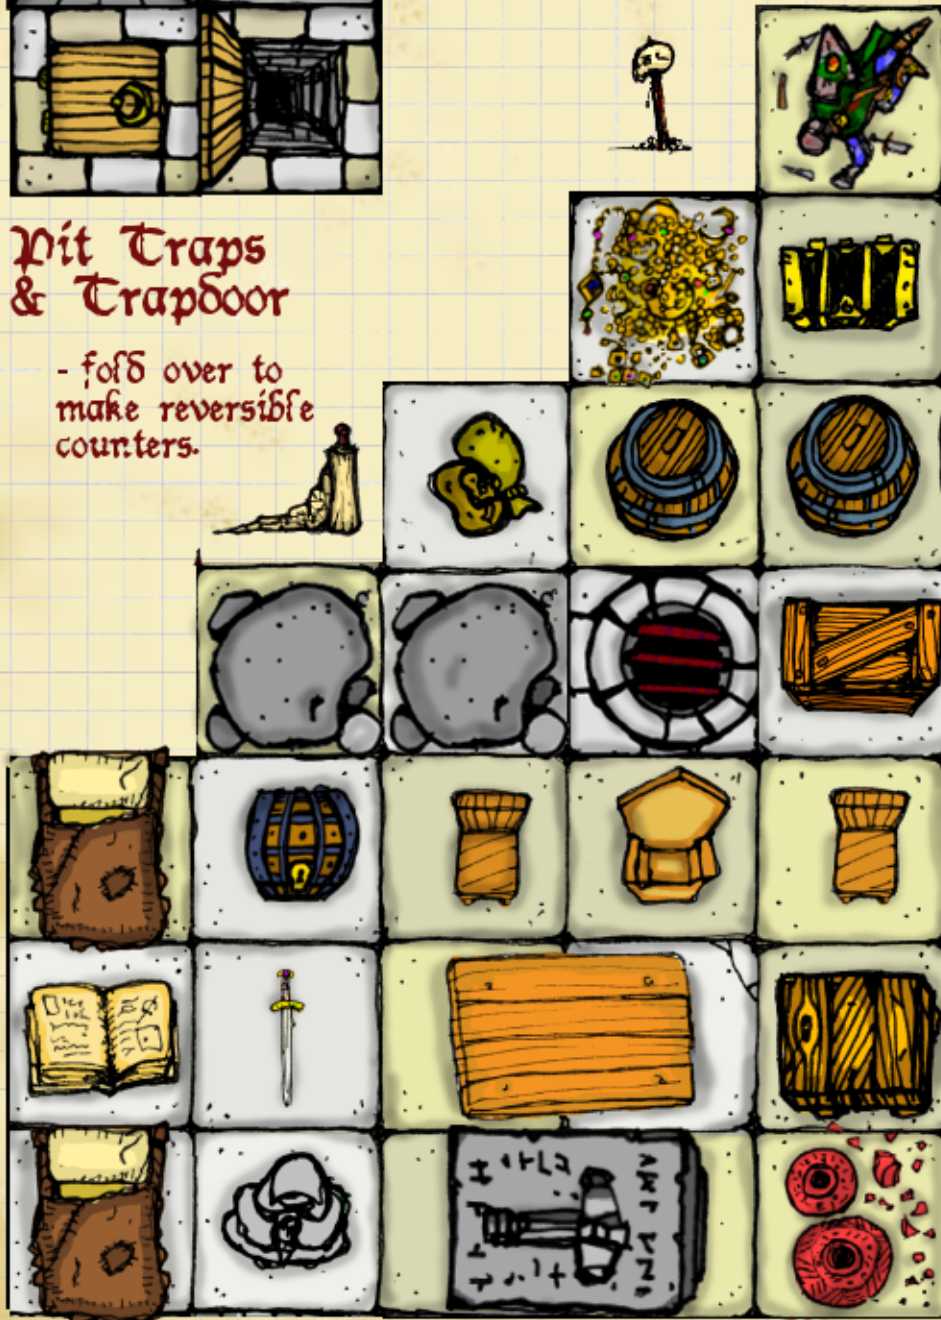 Pit Traps
& Trapdoor
- fold over to
make reversible
counters.